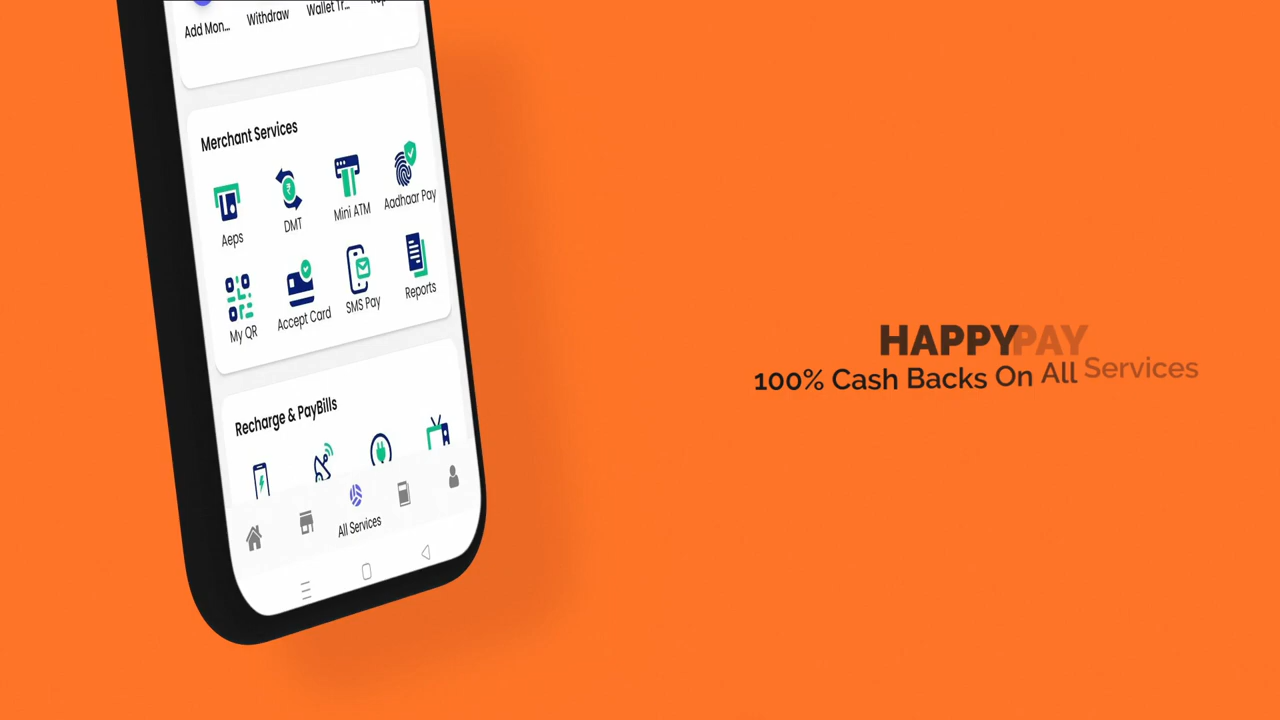 Add Mon...
Withdraw
Wallet Tr...
Merchant Services
Aeps
DMT
Mini ATM
Aadhaar Pay
My QR
Accept Card
SMS Pay
Reports
Recharge & PayBills
All Services
HAPPYPAY
100% Cash Backs On All Services